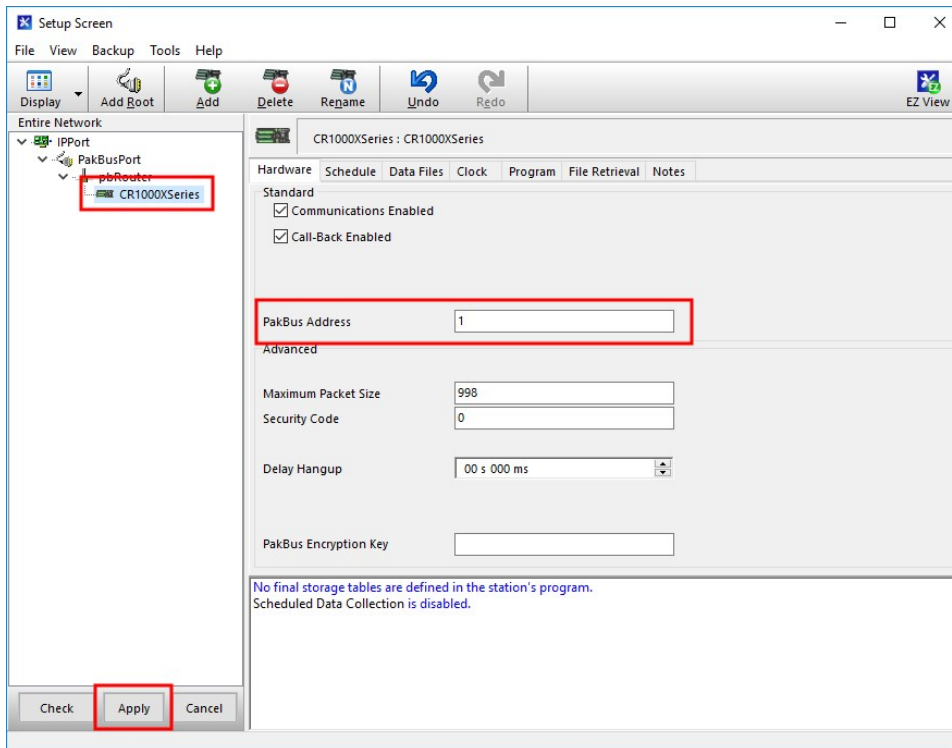 Setup Screen
File View Backup Tools Help
Display Add Root Add Delete Rename Undo Redo EZ View
Entire Network
IPPort
PakBusPort
pbRouter
CR1000XSeries
CR1000XSeries : CR1000XSeries
Hardware Schedule Data Files Clock Program File Retrieval Notes
Standard
Communications Enabled
Call-Back Enabled
PakBus Address 1
Advanced
Maximum Packet Size 998
Security Code 0
Delay Hangup 00 s 000 ms
PakBus Encryption Key
No final storage tables are defined in the station's program.
Scheduled Data Collection is disabled.
Check Apply Cancel